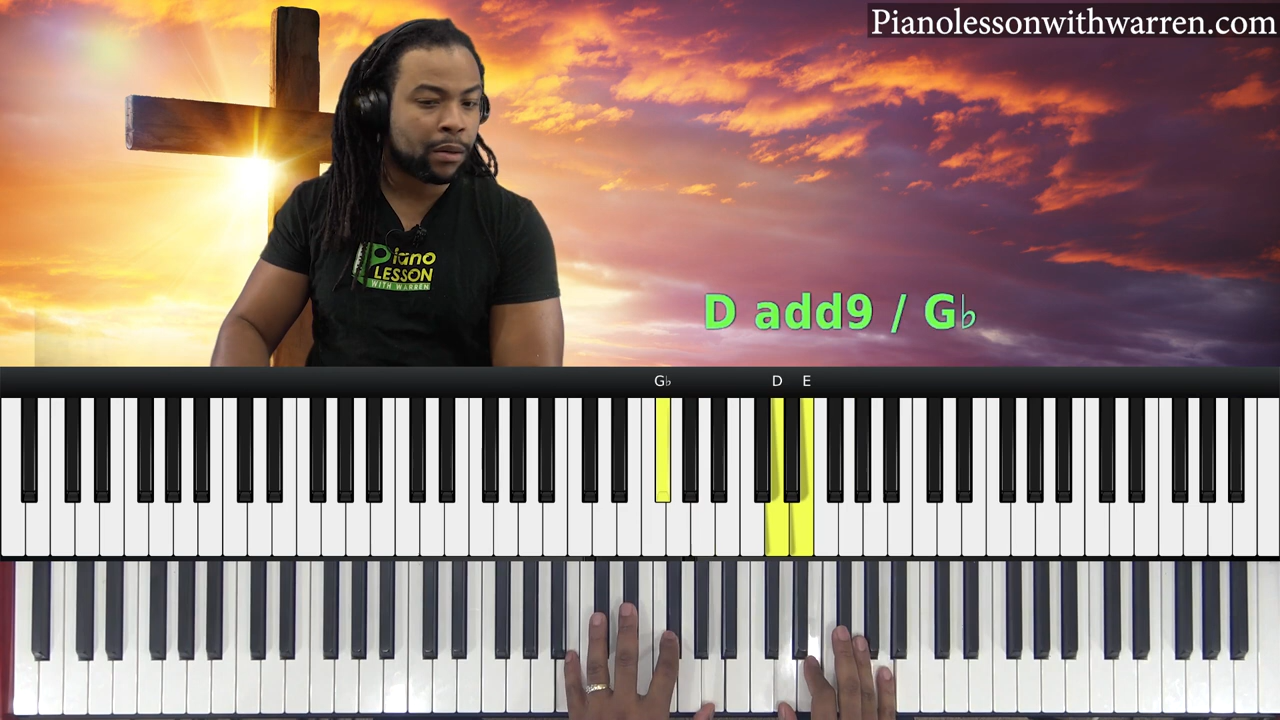 Pianolessonwithwarren.com
Piano
LESSON
WITH WARREN
D add9 / G♭
G♭ D E